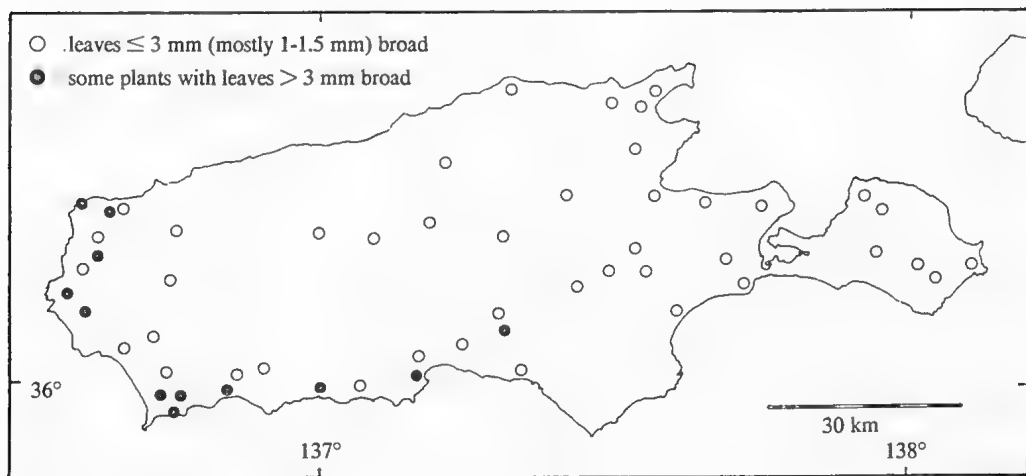 .leaves ≤ 3 mm (mostly 1-1.5 mm) broad
some plants with leaves > 3 mm broad
36°
30 km
137°
138°